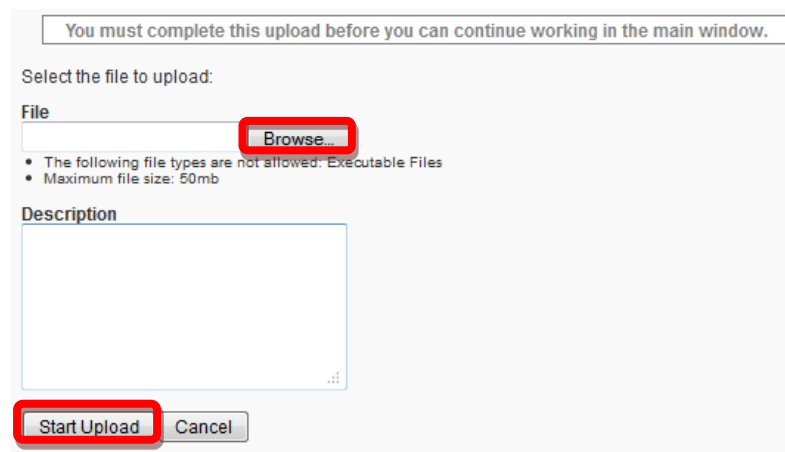 You must complete this upload before you can continue working in the main window.
Select the file to upload:
File
Browse...
• The following file types are not allowed: Executable Files
• Maximum file size: 50mb
Description
Start Upload Cancel